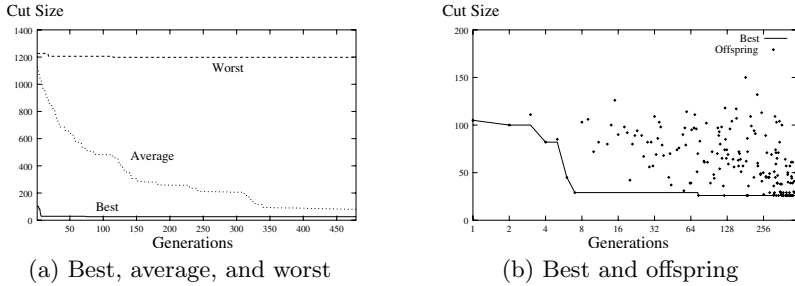 Cut Size
1400
1200
1000
800
600
400
200
0
Worst
Average
Best
50 100 150 200 250 300 350 400 450
Generations
(a) Best, average, and worst
Cut Size
200
150
100
50
0
Best
Offspring
1 2 4 8 16 32 64 128 256
Generations
(b) Best and offspring